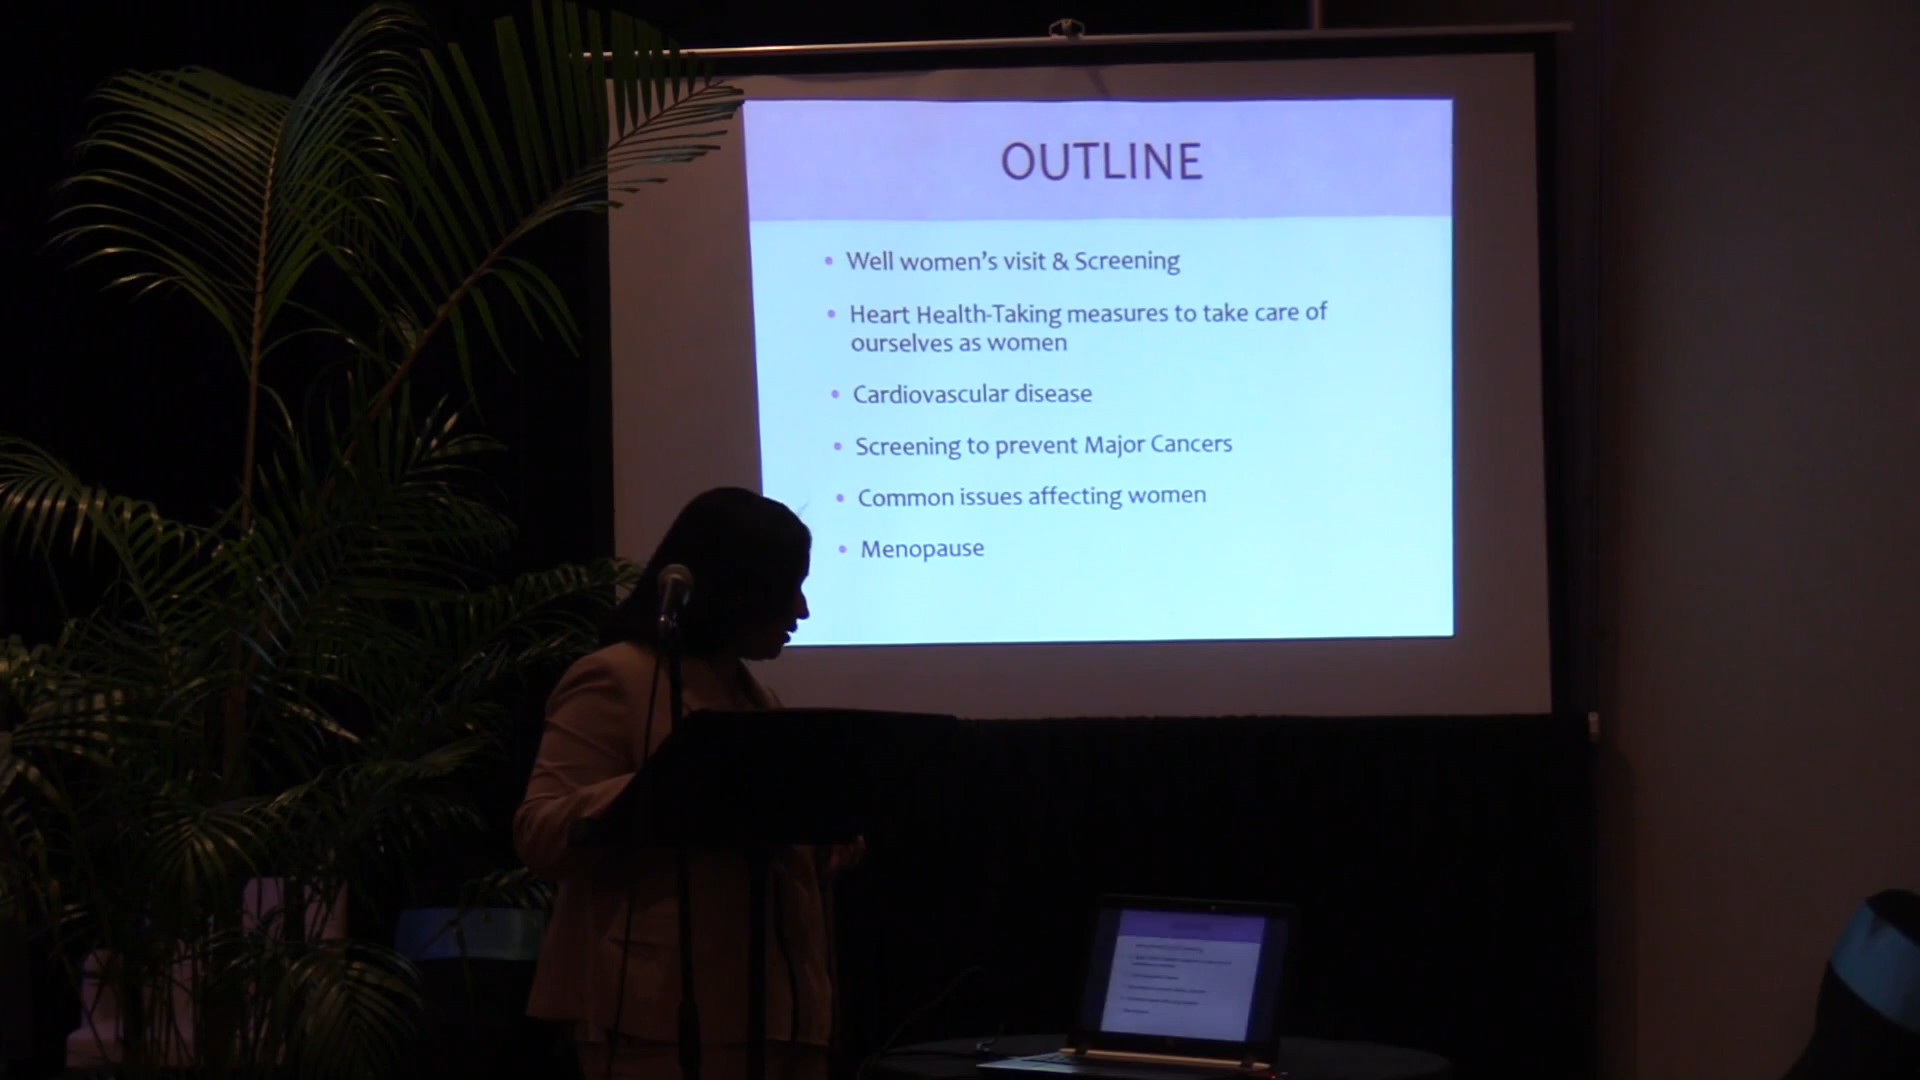 OUTLINE
• Well women's visit & Screening
• Heart Health-Taking measures to take care of
ourselves as women
• Cardiovascular disease
• Screening to prevent Major Cancers
• Common issues affecting women
• Menopause